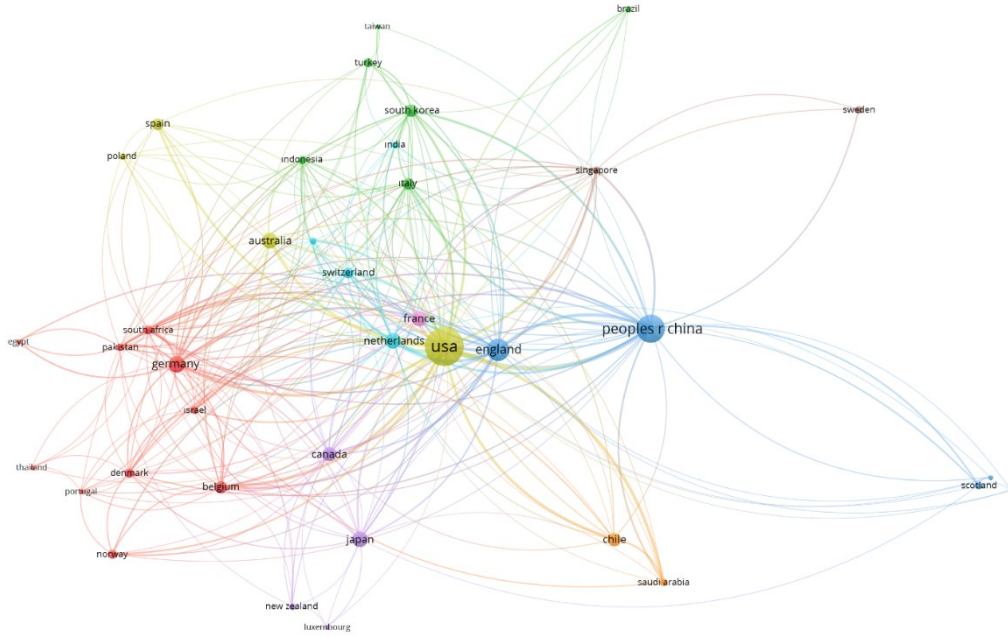 brazil
taiwan
turkey
sweden
south korea
spain
india
poland
indonesia
singapore
italy
australia
switzerland
france
peoples r china
south africa
egypt
netherlands
usa
england
pakistan
germany
israel
canada
thailand
denmark
scotland
portugal
belgium
japan
chile
norway
saudi arabia
new zealand
luxembourg